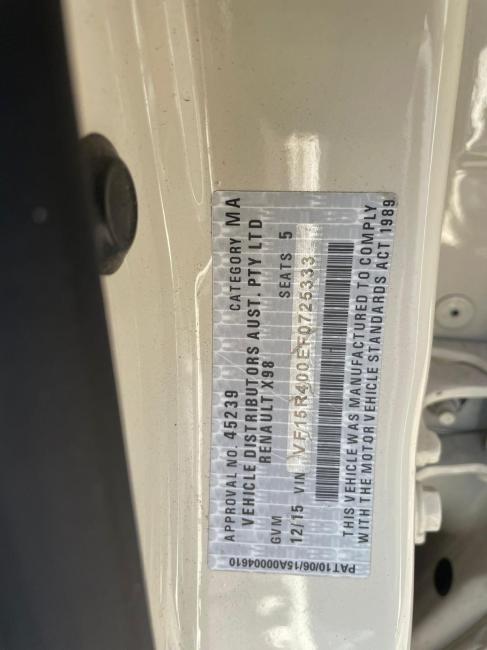 APPROVAL NO. 45239 CATEGORY MA
VEHICLE DISTRIBUTORS AUST. PTY LTD
RENAULT X98
GVM SEATS 5
12/15 VIN VF15R400EF0725333
THIS VEHICLE WAS MANUFACTURED TO COMPLY
WITH THE MOTOR VEHICLE STANDARDS ACT 1989
PAT10/06/15A00004610